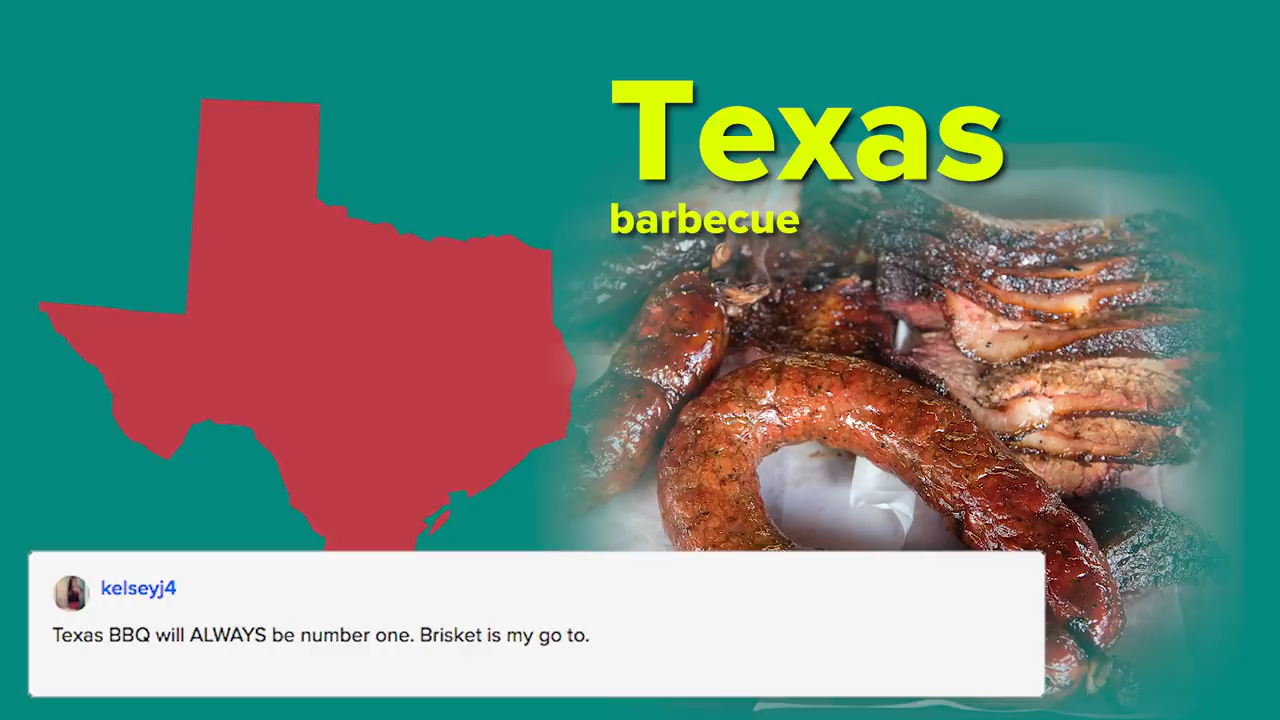 Texas
barbecue
kelseyj4
Texas BBQ will ALWAYS be number one. Brisket is my go to.